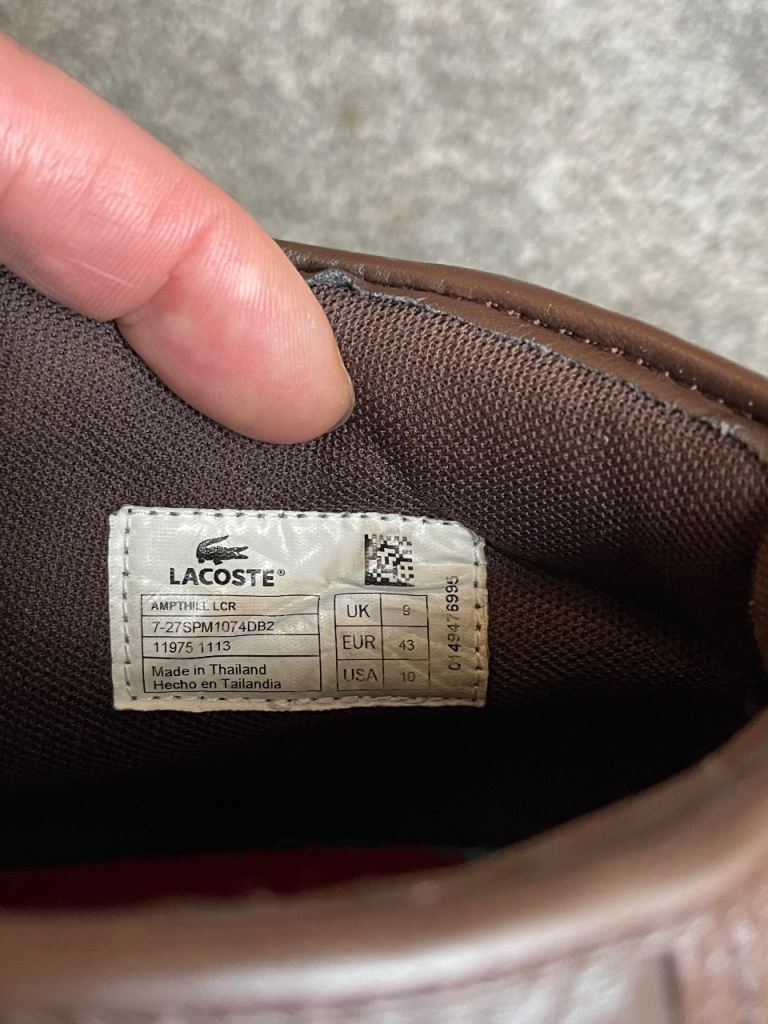 LACOSTE®
AMPTHILL LCR
7-27SPM1074DB2
11975 1113
Made in Thailand
Hecho en Tailandia
UK 9
EUR 43
USA 10
0149476995